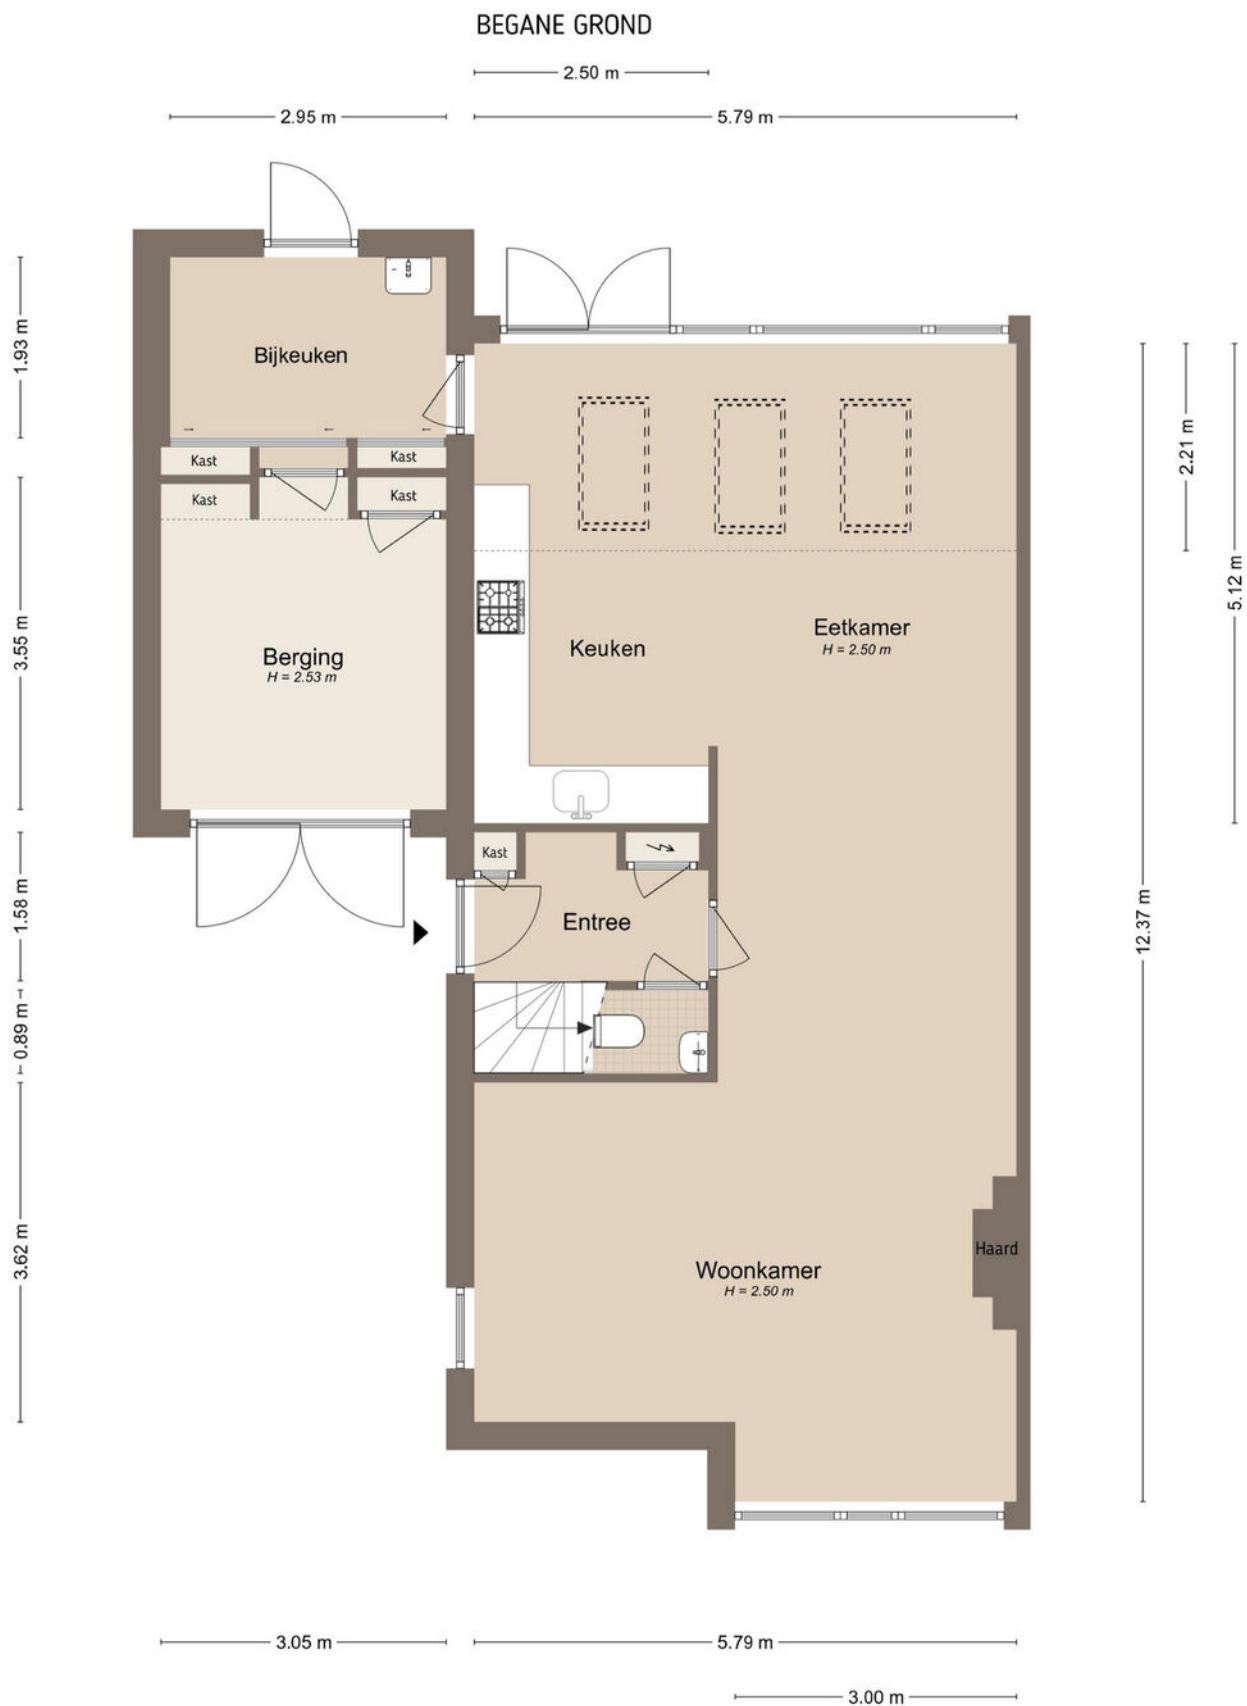 BEGANE GROND
2.50 m
2.95 m
5.79 m
1.93 m
Bijkeuken
Kast
Kast
Kast
Kast
2.21 m
5.12 m
3.55 m
Berging
H = 2.53 m
Keuken
Eetkamer
H = 2.50 m
Kast
1.58 m
Entree
12.37 m
0.89 m
3.62 m
Woonkamer
H = 2.50 m
Haard
3.05 m
5.79 m
3.00 m